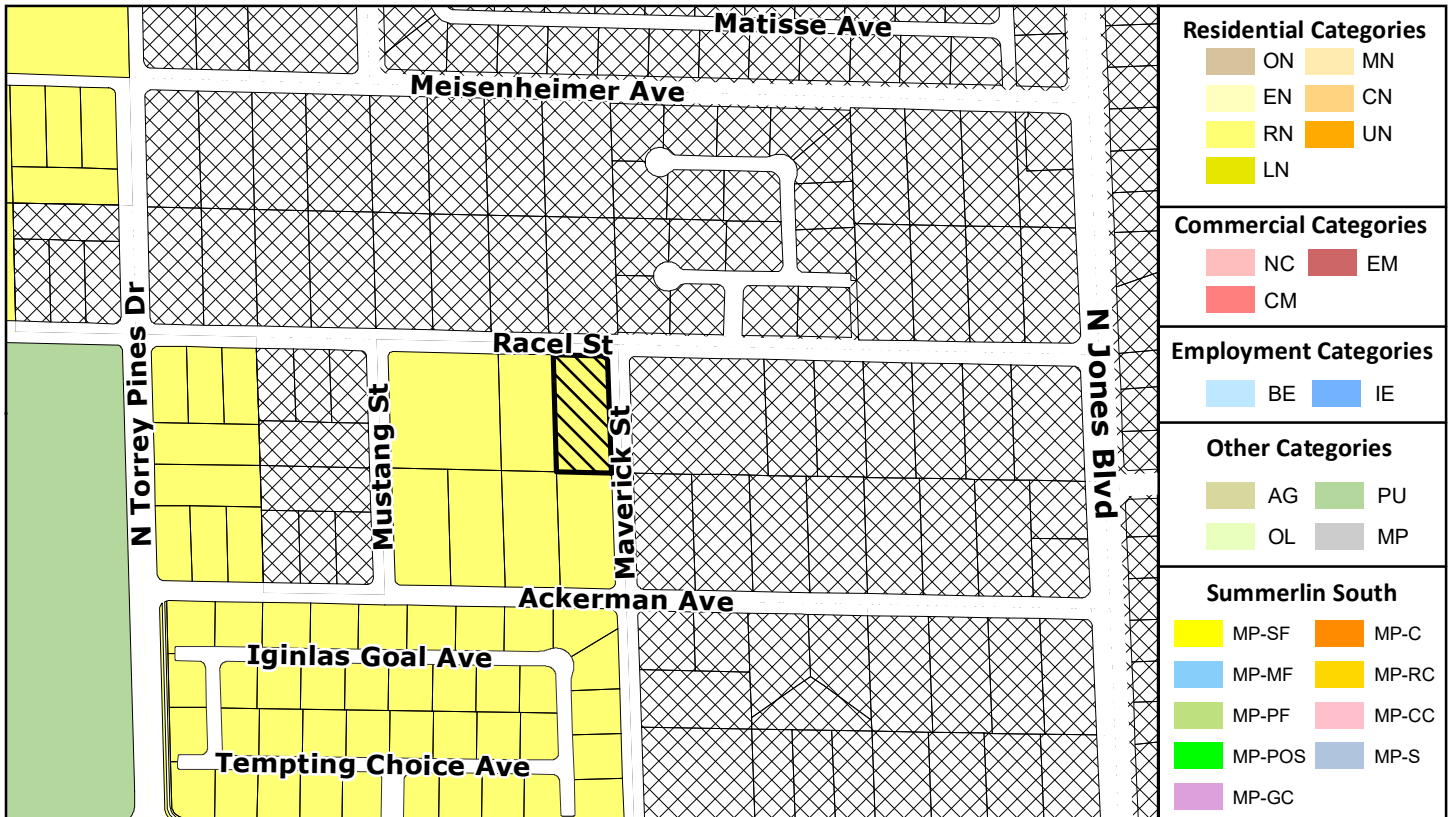 Matisse Ave
Meisenheimer Ave
Racel St
N Torrey Pines Dr
Mustang St
Maverick St
N Jones Blvd
Ackerman Ave
Iginlas Goal Ave
Tempting Choice Ave
Residential Categories
ON MN
EN CN
RN UN
LN
Commercial Categories
NC EM
CM
Employment Categories
BE IE
Other Categories
AG PU
OL MP
Summerlin South
MP-SF MP-C
MP-MF MP-RC
MP-PF MP-CC
MP-POS MP-S
MP-GC